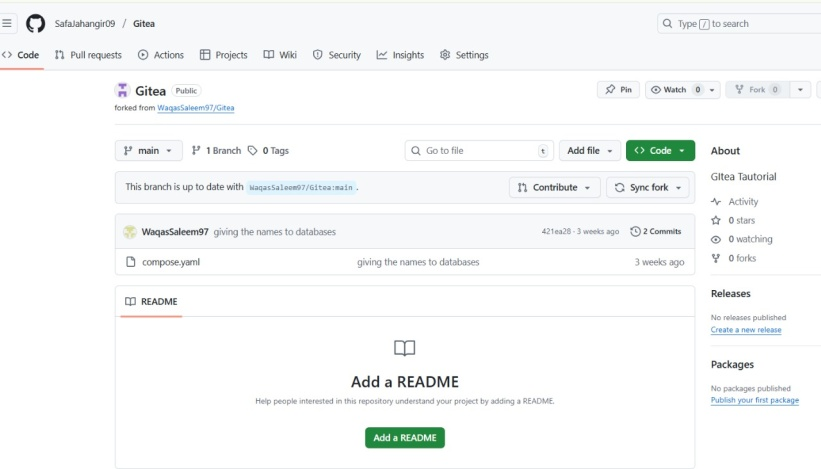 SafaJahangir09 / Gitea
Type / to search
Code Pull requests Actions Projects Wiki Security Insights Settings
Gitea Public
Pin Watch 0 Fork 0
forked from WaqasSaleem97/Gitea
main 1 Branch 0 Tags Go to file t Add file Code
This branch is up to date with WaqasSaleem97/Gitea:main. Contribute Sync fork
WaqasSaleem97 giving the names to databases 421ea28 · 3 weeks ago 2 Commits
compose.yaml giving the names to databases 3 weeks ago
README
Add a README
Help people interested in this repository understand your project by adding a README.
Add a README
About
GItea Tautorial
Activity
0 stars
0 watching
0 forks
Releases
No releases published
Create a new release
Packages
No packages published
Publish your first package